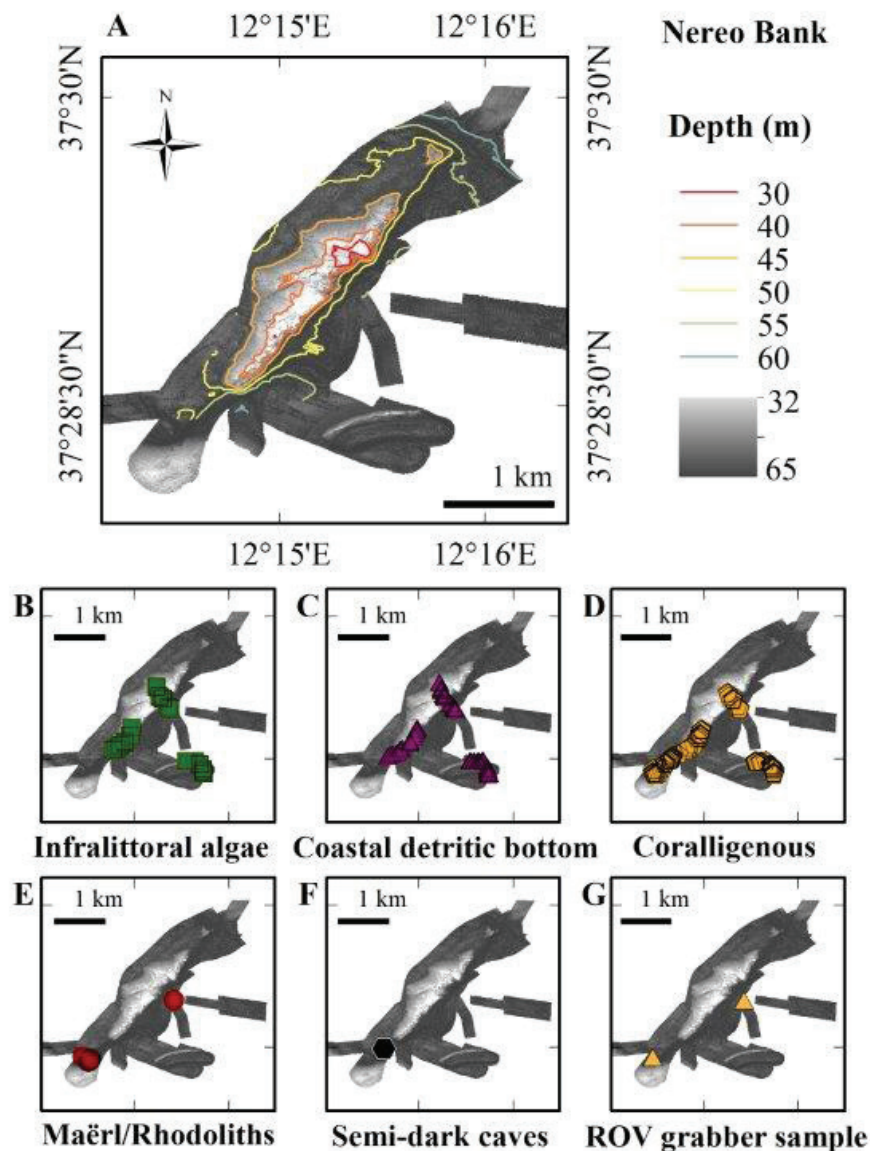 A
12°15'E
12°16'E
Nereo Bank
37°30'N
37°30'N
N
Depth (m)
30
40
45
50
55
60
32
65
37°28'30"N
37°28'30"N
1 km
12°15'E
12°16'E
B
1 km
C
1 km
D
1 km
Infralittoral algae
Coastal detritic bottom
Coralligenous
E
1 km
F
1 km
G
1 km
Maërl/Rhodoliths
Semi-dark caves
ROV grabber sample